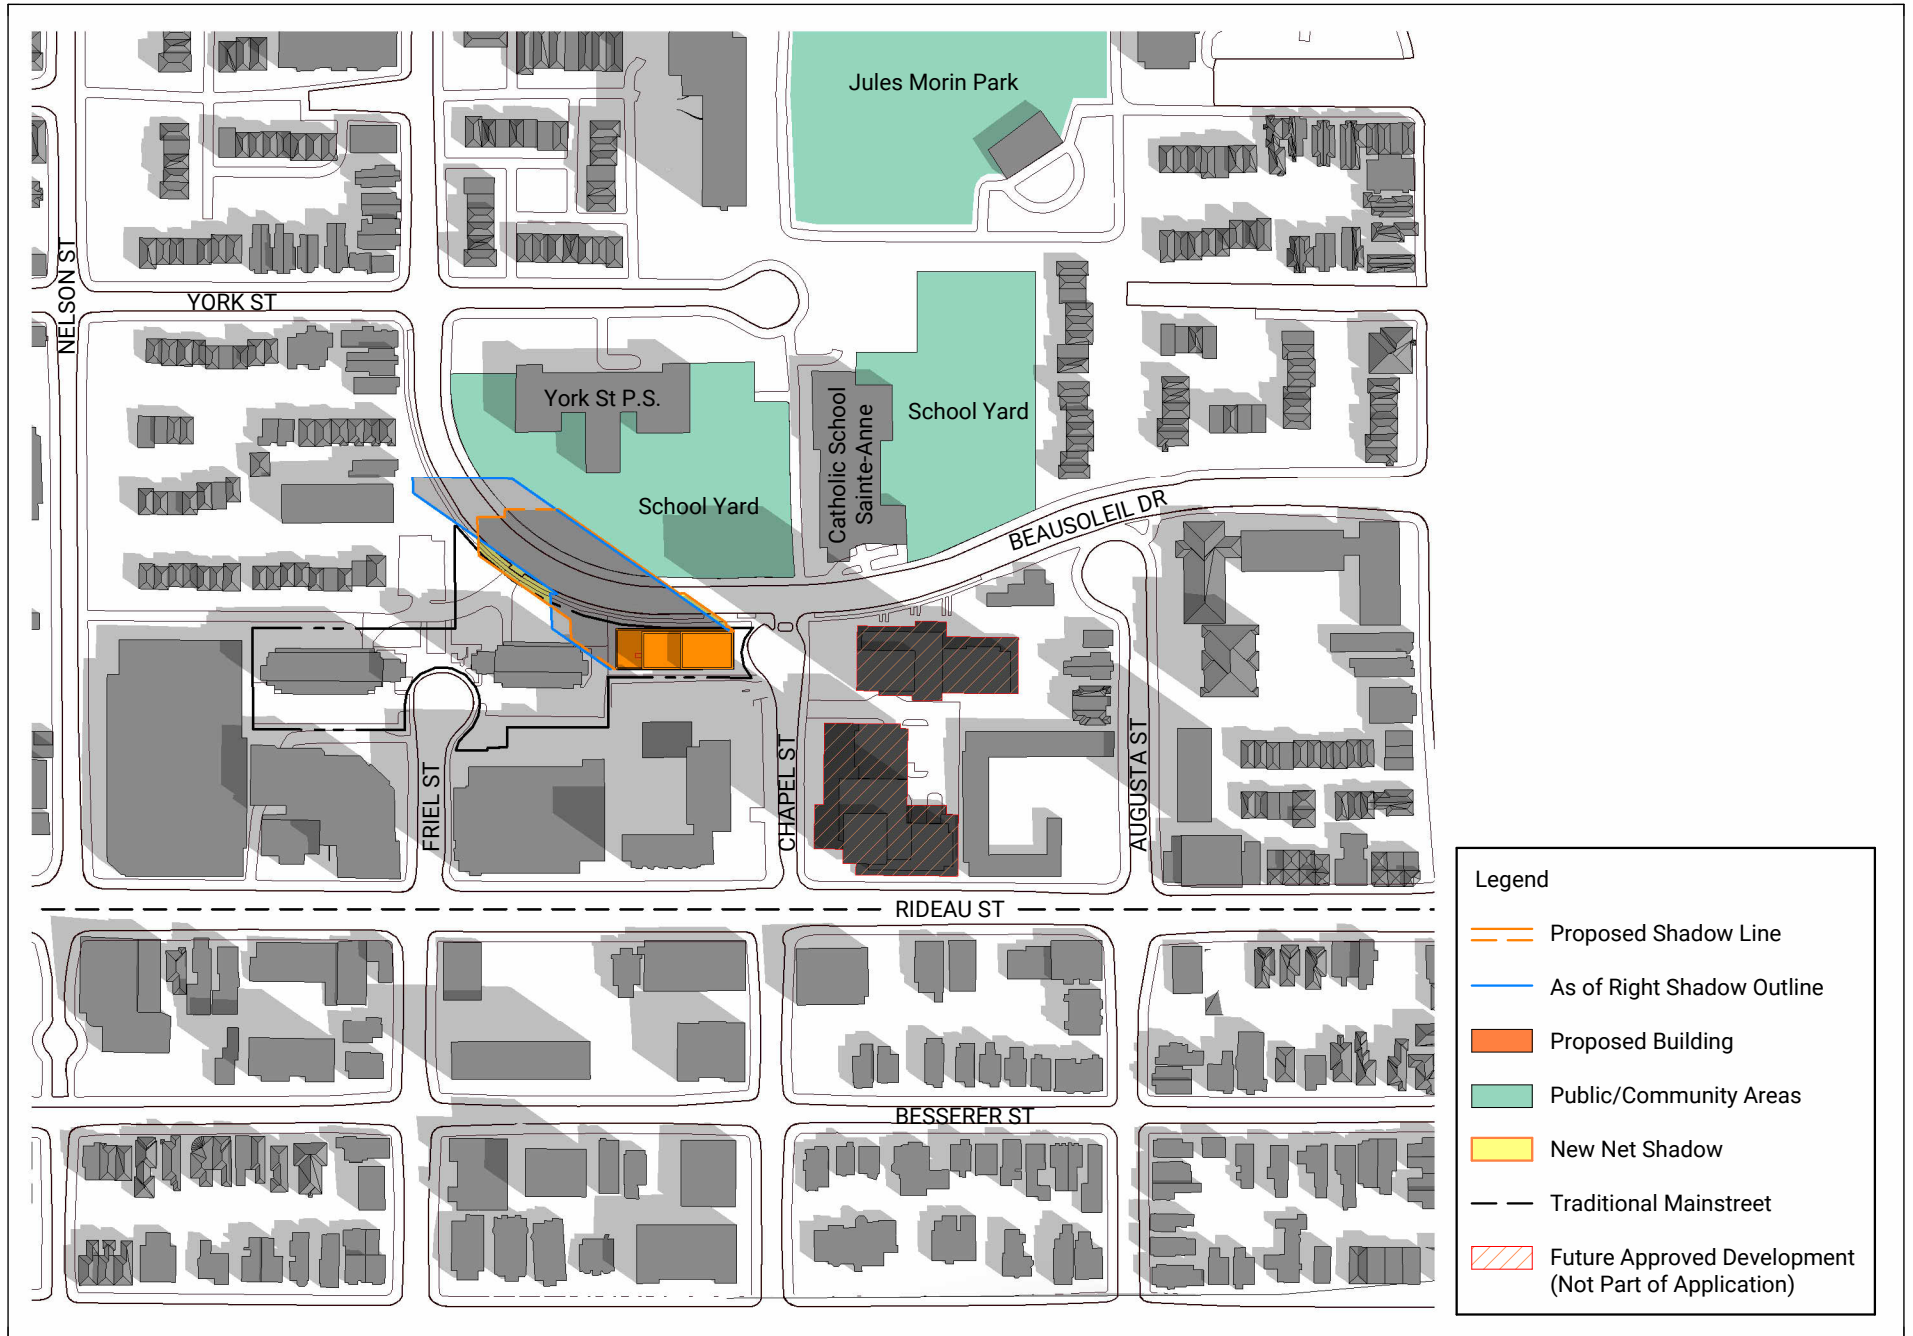 Jules Morin Park
NELSON ST
YORK ST
York St P.S.
Catholic School
Sainte-Anne
School Yard
School Yard
BEAUSOLEIL DR
FRIEL ST
CHAPEL ST
AUGUSTA ST
RIDEAU ST
BESSERER ST
Legend
Proposed Shadow Line
As of Right Shadow Outline
Proposed Building
Public/Community Areas
New Net Shadow
Traditional Mainstreet
Future Approved Development
(Not Part of Application)